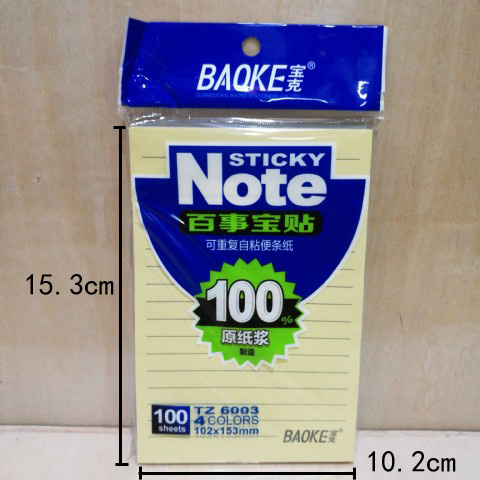 BAOKE宝克®
STICKY
Note
百事宝贴
可重复自粘便条纸
100%
原纸浆
制造
15.3cm
100
sheets
TZ 6003
4 COLORS
102x153mm
BAOKE宝克®
10.2cm